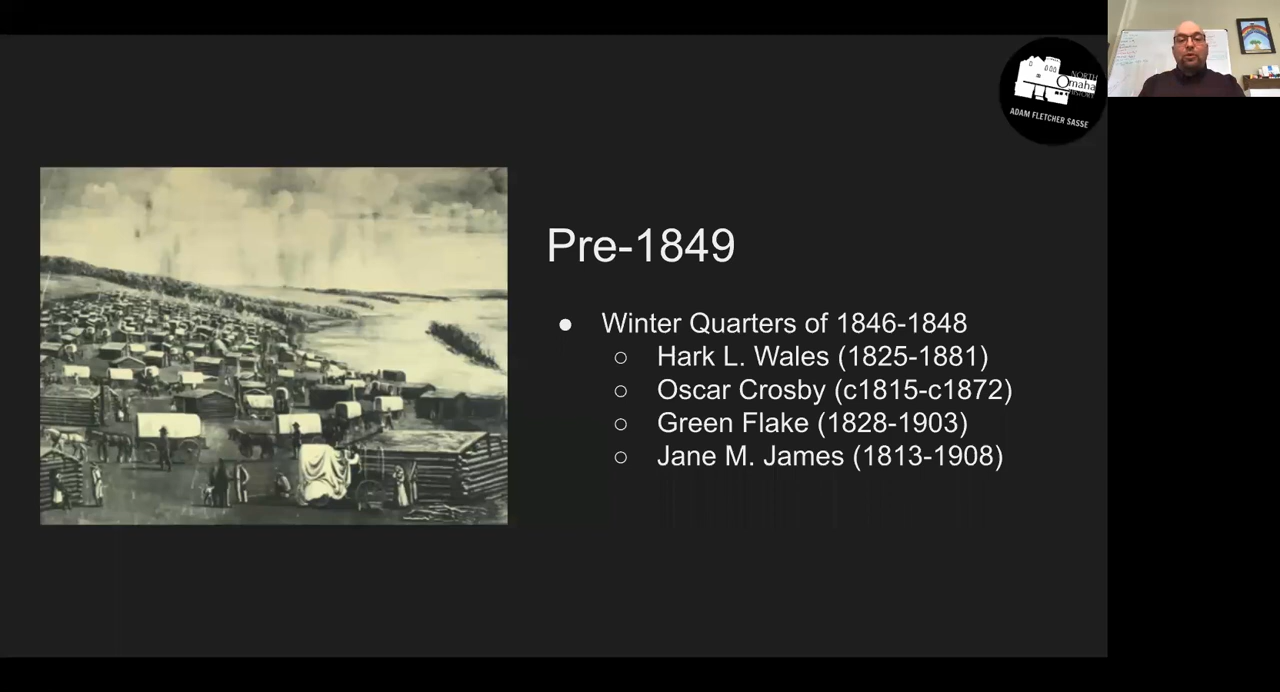 NORTH
Omaha
HISTORY
ADAM FLETCHER SASSE
Pre-1849
● Winter Quarters of 1846-1848
○ Hark L. Wales (1825-1881)
○ Oscar Crosby (c1815-c1872)
○ Green Flake (1828-1903)
○ Jane M. James (1813-1908)